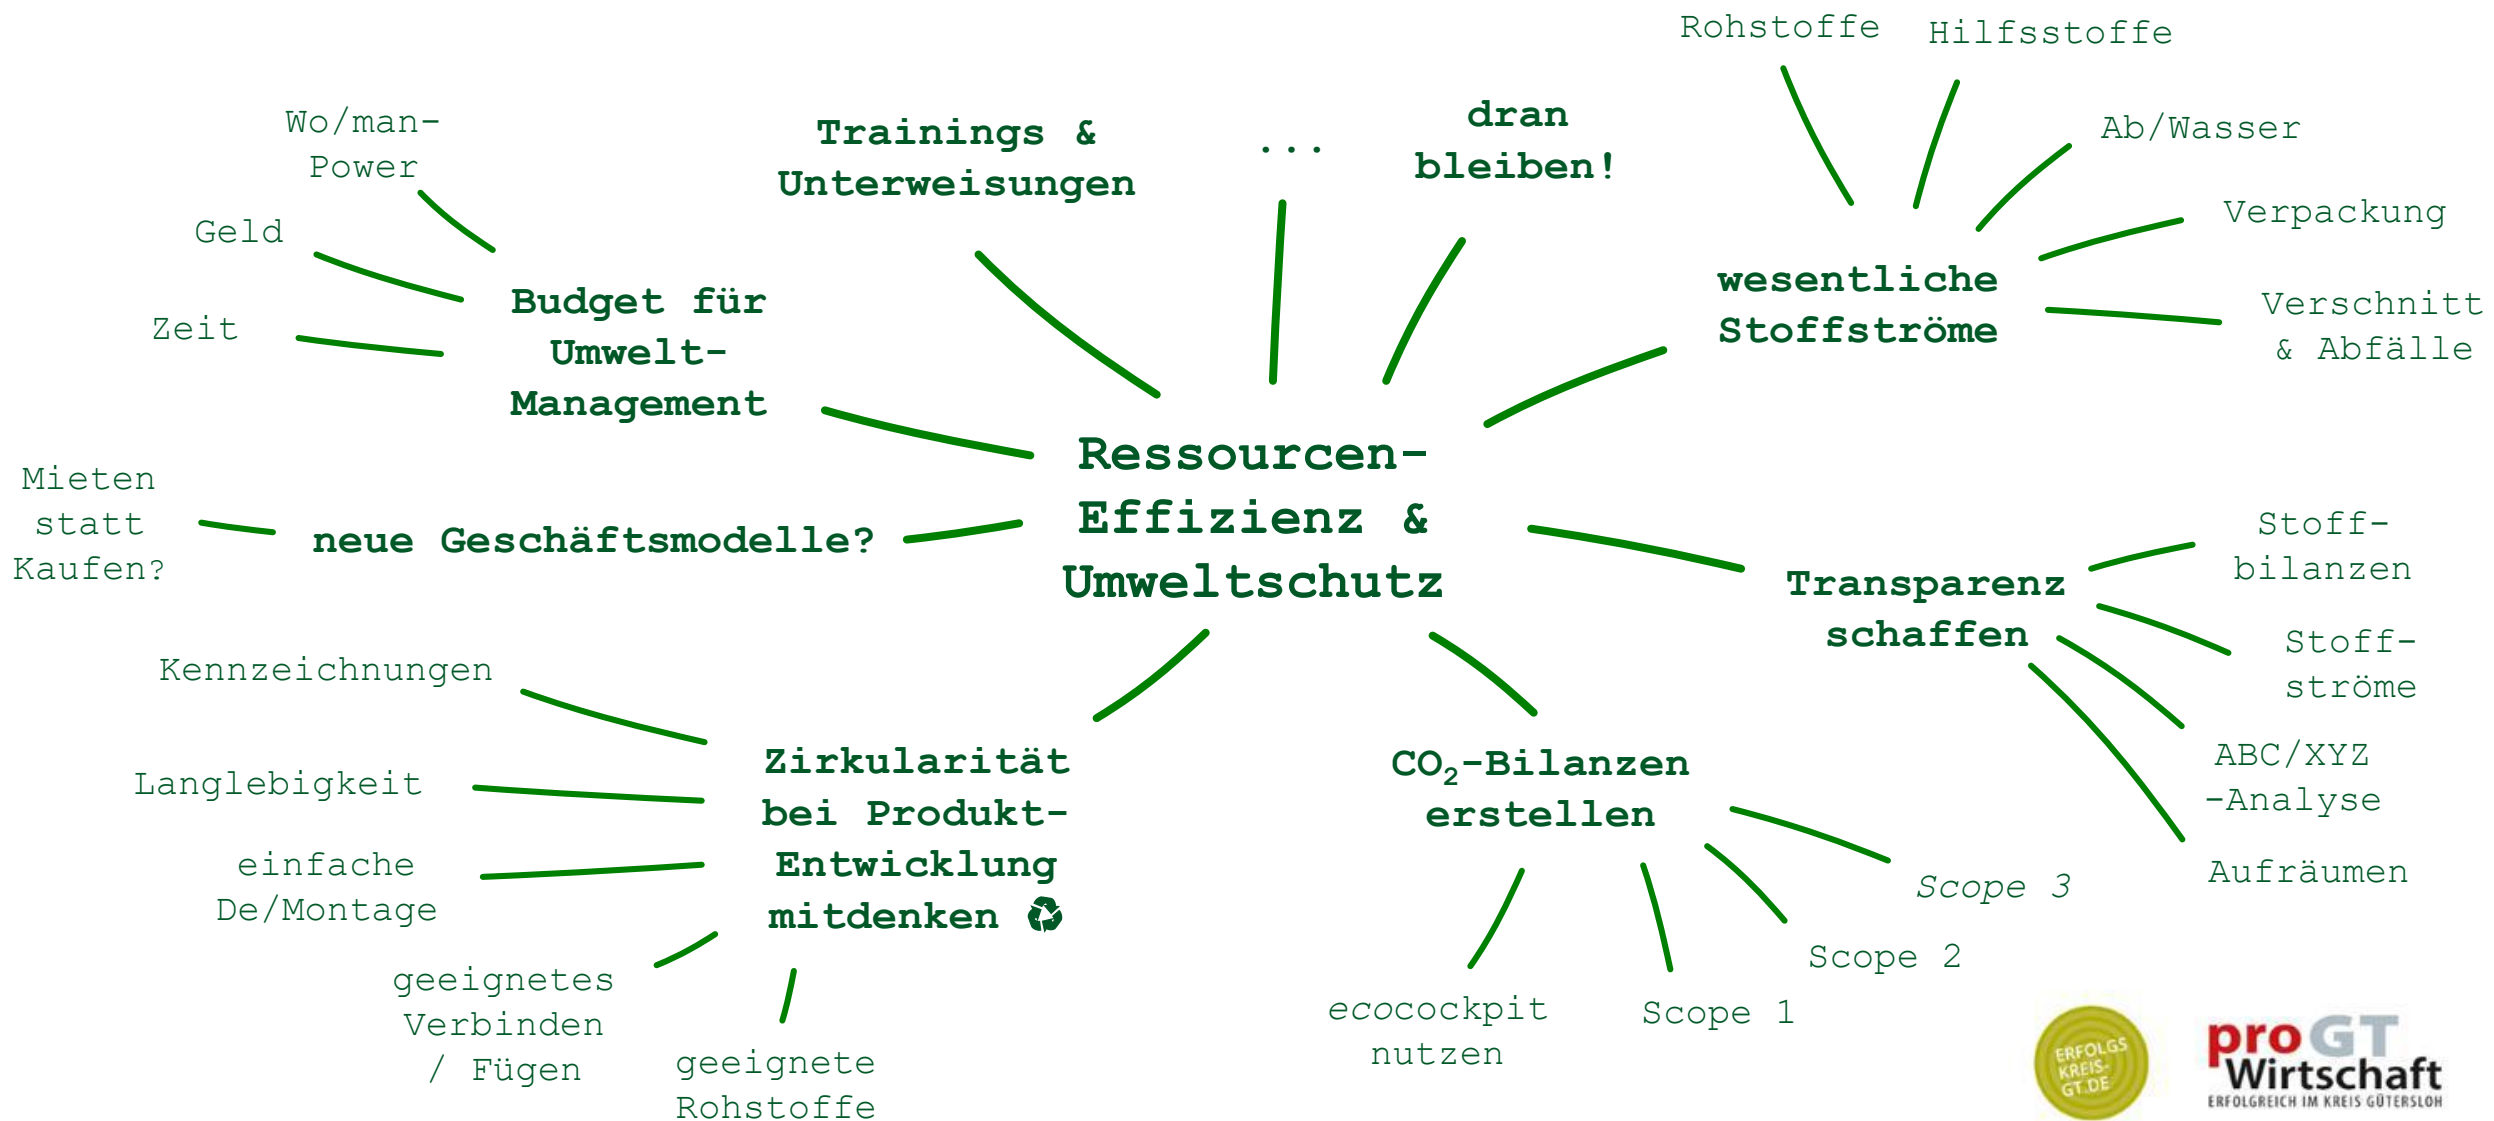 Rohstoffe
Hilfsstoffe
Ab/Wasser
Verpackung
Verschnitt
& Abfälle
wesentliche
Stoffströme
dran
bleiben!
...
Trainings &
Unterweisungen
Wo/man-
Power
Geld
Zeit
Budget für
Umwelt-
Management
Ressourcen-
Effizienz &
Umweltschutz
Mieten
statt
Kaufen?
neue Geschäftsmodelle?
Transparenz
schaffen
Stoff-
bilanzen
Stoff-
ströme
ABC/XYZ
-Analyse
Aufräumen
Kennzeichnungen
Langlebigkeit
einfache
De/Montage
geeignetes
Verbinden
/ Fügen
geeignete
Rohstoffe
Zirkularität
bei Produkt-
Entwicklung
mitdenken ♻
CO₂-Bilanzen
erstellen
ecocockpit
nutzen
Scope 1
Scope 2
Scope 3
ERFOLGS
KREIS-
GT.DE
pro GT
Wirtschaft
ERFOLGREICH IM KREIS GÜTERSLOH